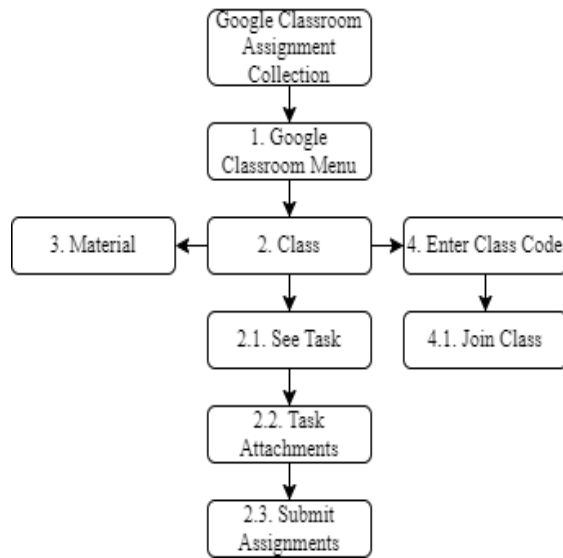 Google Classroom
Assignment
Collection
1. Google
Classroom Menu
3. Material
2. Class
4. Enter Class Code
2.1. See Task
4.1. Join Class
2.2. Task
Attachments
2.3. Submit
Assignments